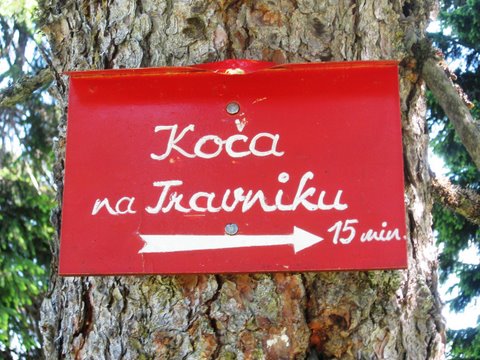 Koča
na Travniku
15 min.